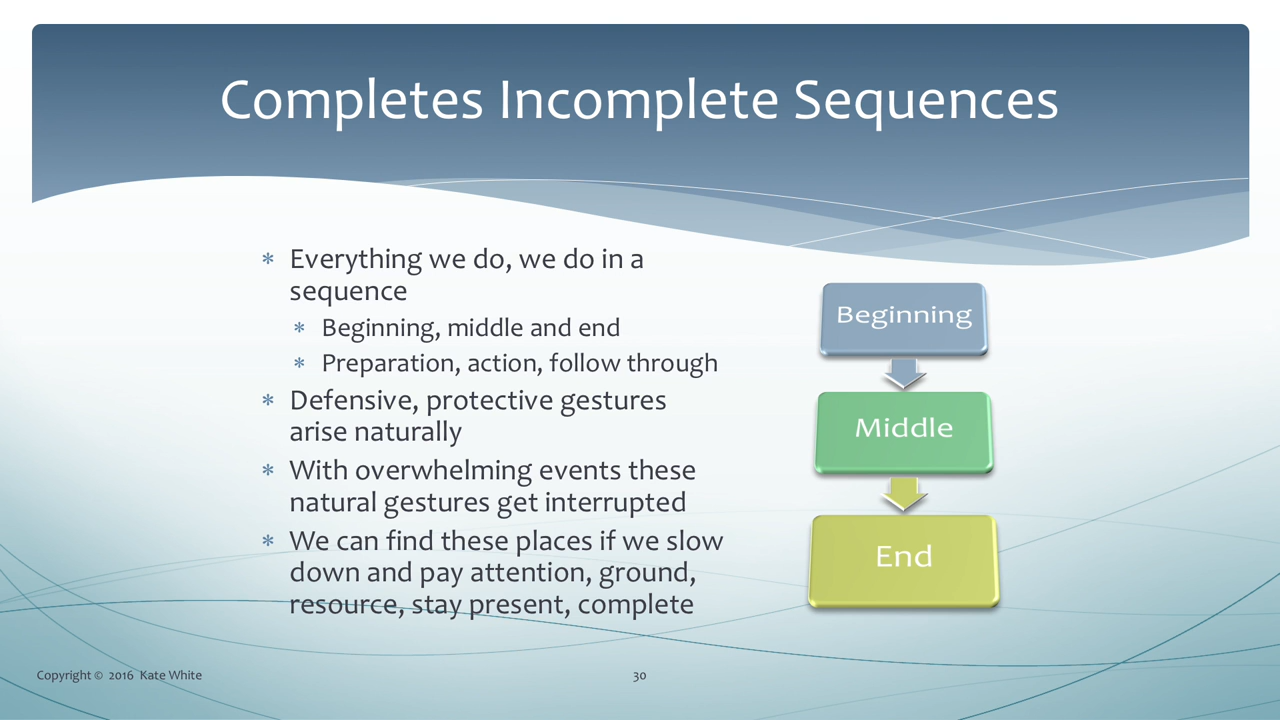 Completes Incomplete Sequences
* Everything we do, we do in a
sequence
* Beginning, middle and end
* Preparation, action, follow through
* Defensive, protective gestures
arise naturally
* With overwhelming events these
natural gestures get interrupted
* We can find these places if we slow
down and pay attention, ground,
resource, stay present, complete
Beginning
Middle
End
Copyright © 2016 Kate White
30